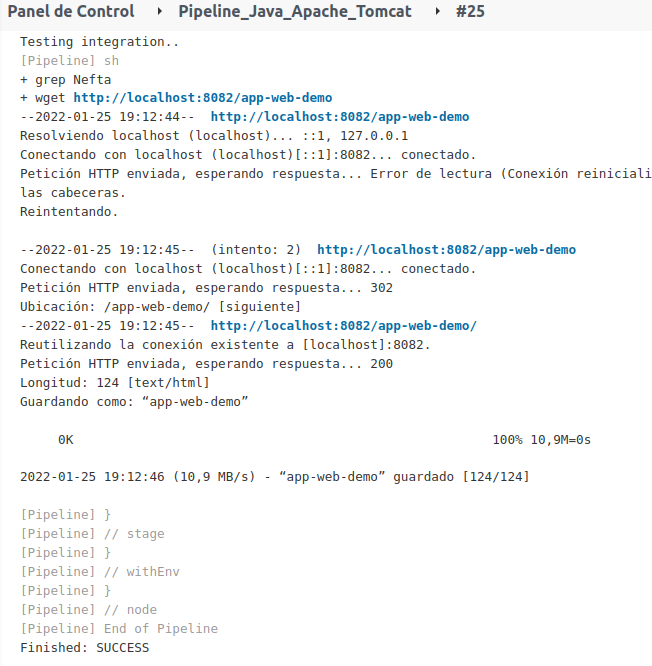 Panel de Control ‣ Pipeline_Java_Apache_Tomcat ‣ #25
Testing integration..
[Pipeline] sh
+ grep Nefta
+ wget http://localhost:8082/app-web-demo
--2022-01-25 19:12:44--  http://localhost:8082/app-web-demo
Resolviendo localhost (localhost)... ::1, 127.0.0.1
Conectando con localhost (localhost)[::1]:8082... conectado.
Petición HTTP enviada, esperando respuesta... Error de lectura (Conexión reiniciali
las cabeceras.
Reintentando.
--2022-01-25 19:12:45--  (intento: 2)  http://localhost:8082/app-web-demo
Conectando con localhost (localhost)[::1]:8082... conectado.
Petición HTTP enviada, esperando respuesta... 302
Ubicación: /app-web-demo/ [siguiente]
--2022-01-25 19:12:45--  http://localhost:8082/app-web-demo/
Reutilizando la conexión existente a [localhost]:8082.
Petición HTTP enviada, esperando respuesta... 200
Longitud: 124 [text/html]
Guardando como: “app-web-demo”
0K 100% 10,9M=0s
2022-01-25 19:12:46 (10,9 MB/s) - “app-web-demo” guardado [124/124]
[Pipeline] }
[Pipeline] // stage
[Pipeline] }
[Pipeline] // withEnv
[Pipeline] }
[Pipeline] // node
[Pipeline] End of Pipeline
Finished: SUCCESS